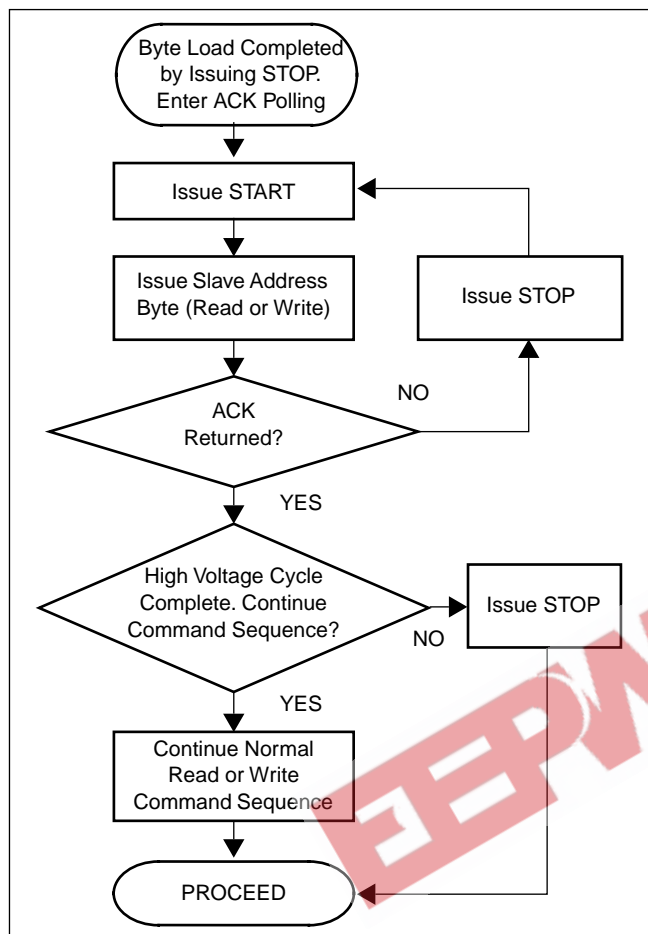 Byte Load Completed
by Issuing STOP.
Enter ACK Polling
Issue START
Issue Slave Address
Byte (Read or Write)
Issue STOP
NO
ACK
Returned?
YES
High Voltage Cycle
Complete. Continue
Command Sequence?
Issue STOP
NO
YES
Continue Normal
Read or Write
Command Sequence
PROCEED
EEPW